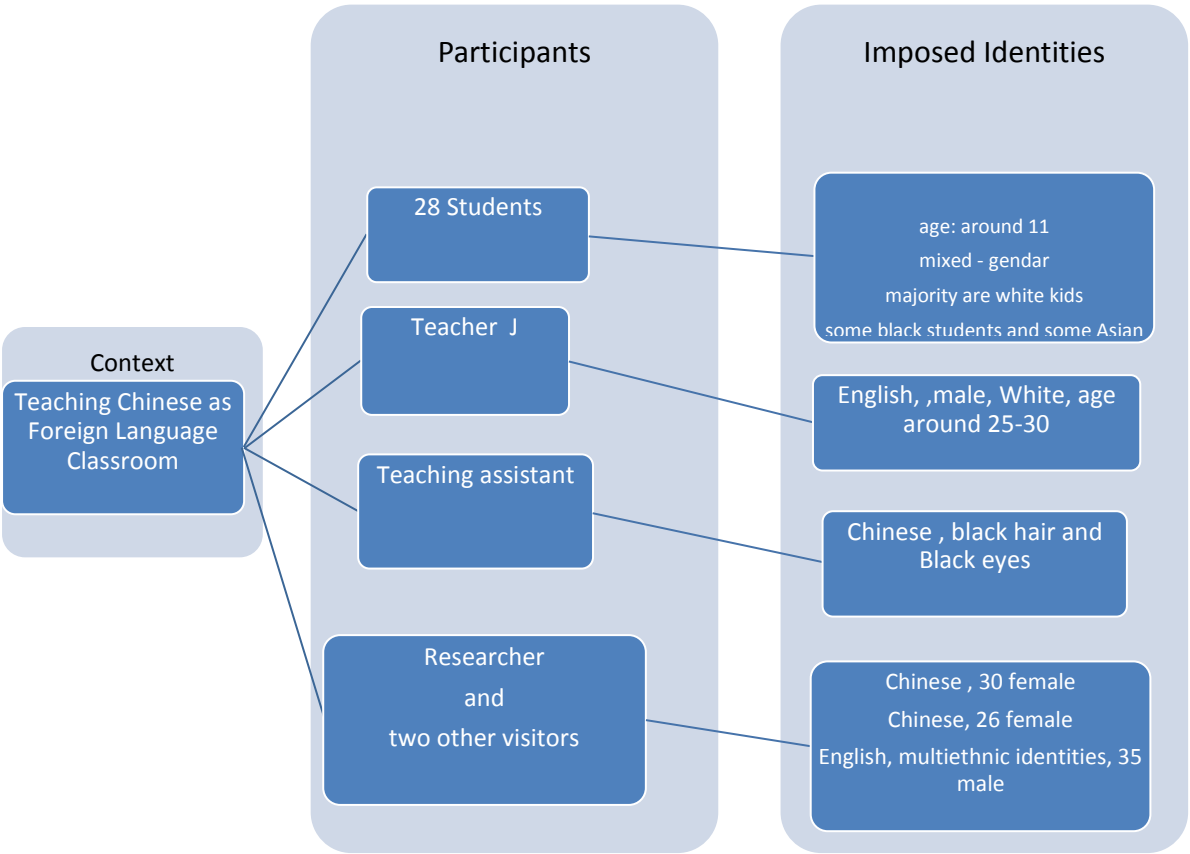 Participants
Imposed Identities
28 Students
age: around 11
mixed - gendar
majority are white kids
some black students and some Asian
Context
Teaching Chinese as
Foreign Language
Classroom
Teacher J
English, ,male, White, age
around 25-30
Teaching assistant
Chinese , black hair and
Black eyes
Researcher
and
two other visitors
Chinese , 30 female
Chinese, 26 female
English, multiethnic identities, 35
male